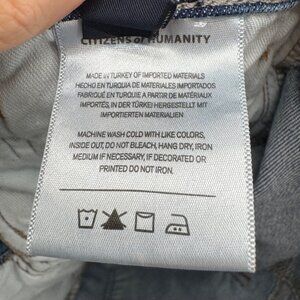 CITIZENS of HUMANITY
MADE IN TURKEY OF IMPORTED MATERIALS
HECHO EN TURQUIA DE MATERIALES IMPORTADOS
FABRIQUÉ EN TURQUIE A PARTIR DE MATÉRIAUX
IMPORTÉS, IN DER TÜRKEI HERGESTELLT MIT
IMPORTIERTEN MATERIALIEN
MACHINE WASH COLD WITH LIKE COLORS,
INSIDE OUT, DO NOT BLEACH, HANG DRY, IRON
MEDIUM IF NECESSARY, IF DECORATED OR
PRINTED DO NOT IRON.